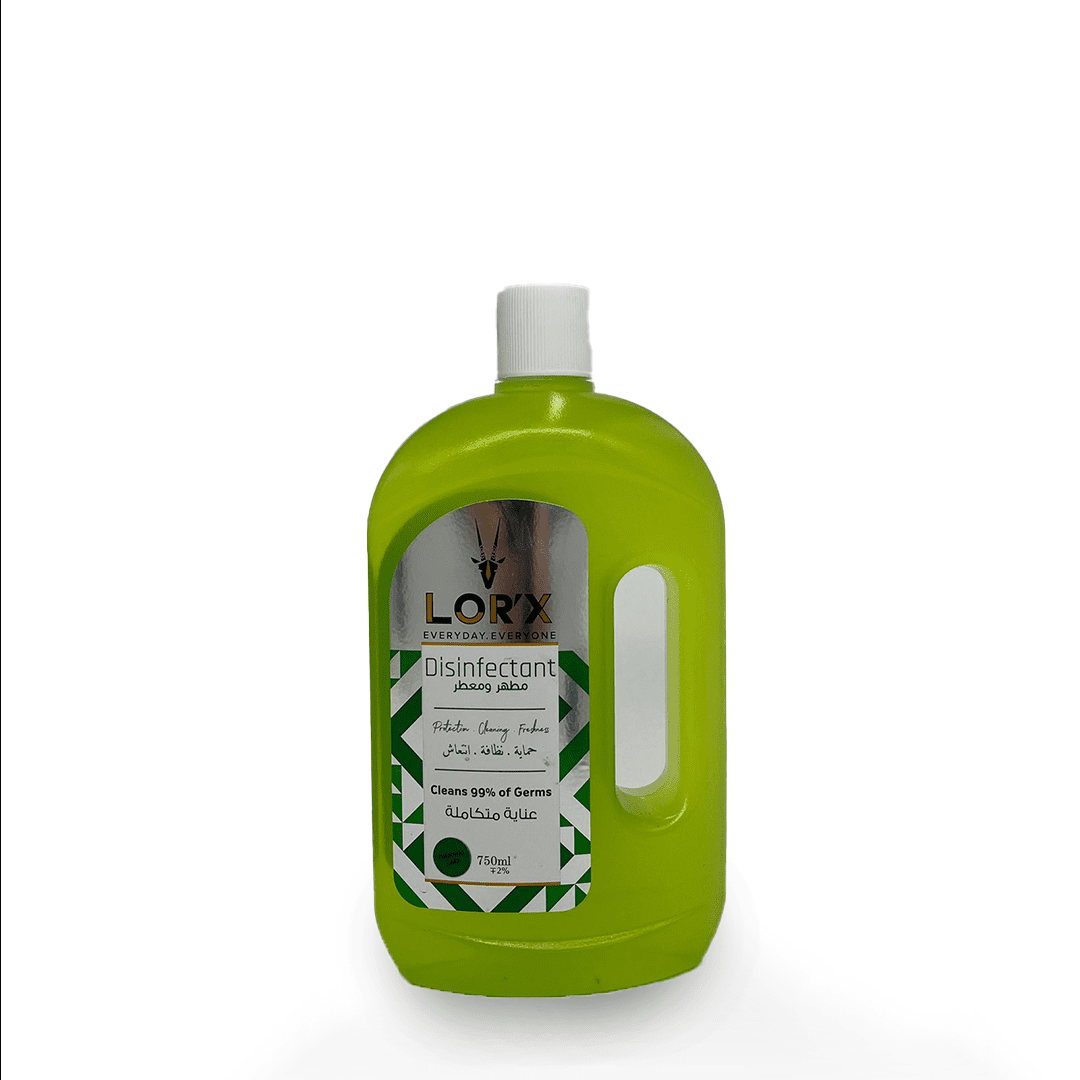 LOR'X
EVERYDAY.EVERYONE
Disinfectant
مطهر ومعطر
Protection . Cleaning . Freshness
حماية . نظافة . إنتعاش
Cleans 99% of Germs
عناية متكاملة
750ml
∓2%